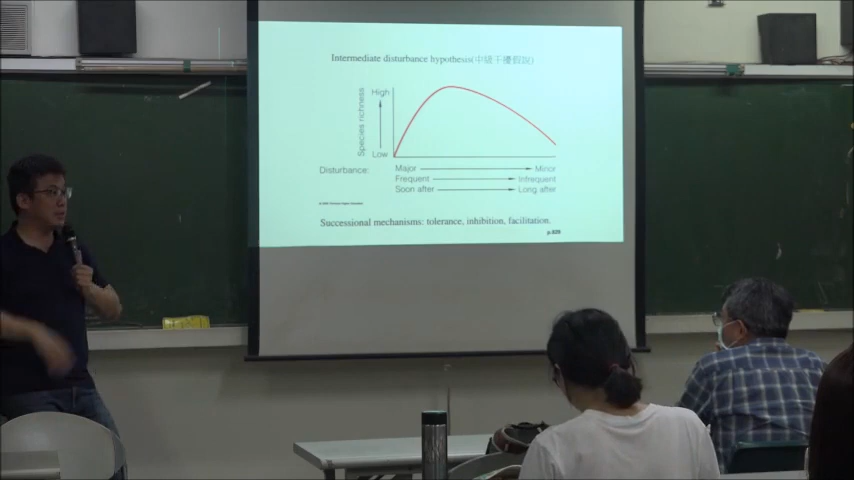 Intermediate disturbance hypothesis(中級干擾假說)
Species richness
High
Low
Disturbance:
Major
Minor
Frequent
Infrequent
Soon after
Long after
Successional mechanisms: tolerance, inhibition, facilitation.